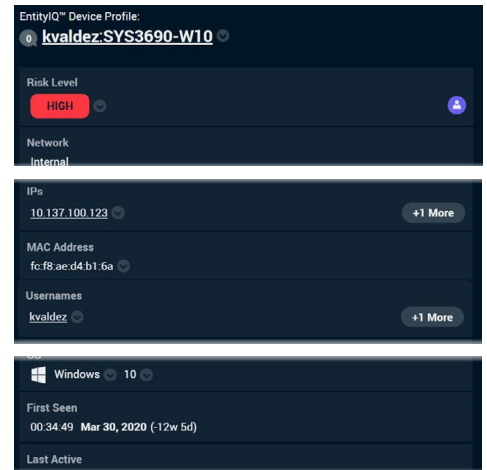 EntityIQ™ Device Profile:
0 kvaldez:SYS3690-W10
Risk Level
HIGH
Network
Internal
IPs
10.137.100.123 +1 More
MAC Address
fc:f8:ae:d4:b1:6a
Usernames
kvaldez +1 More
Windows 10
First Seen
00:34:49 Mar 30, 2020 (-12w 5d)
Last Active